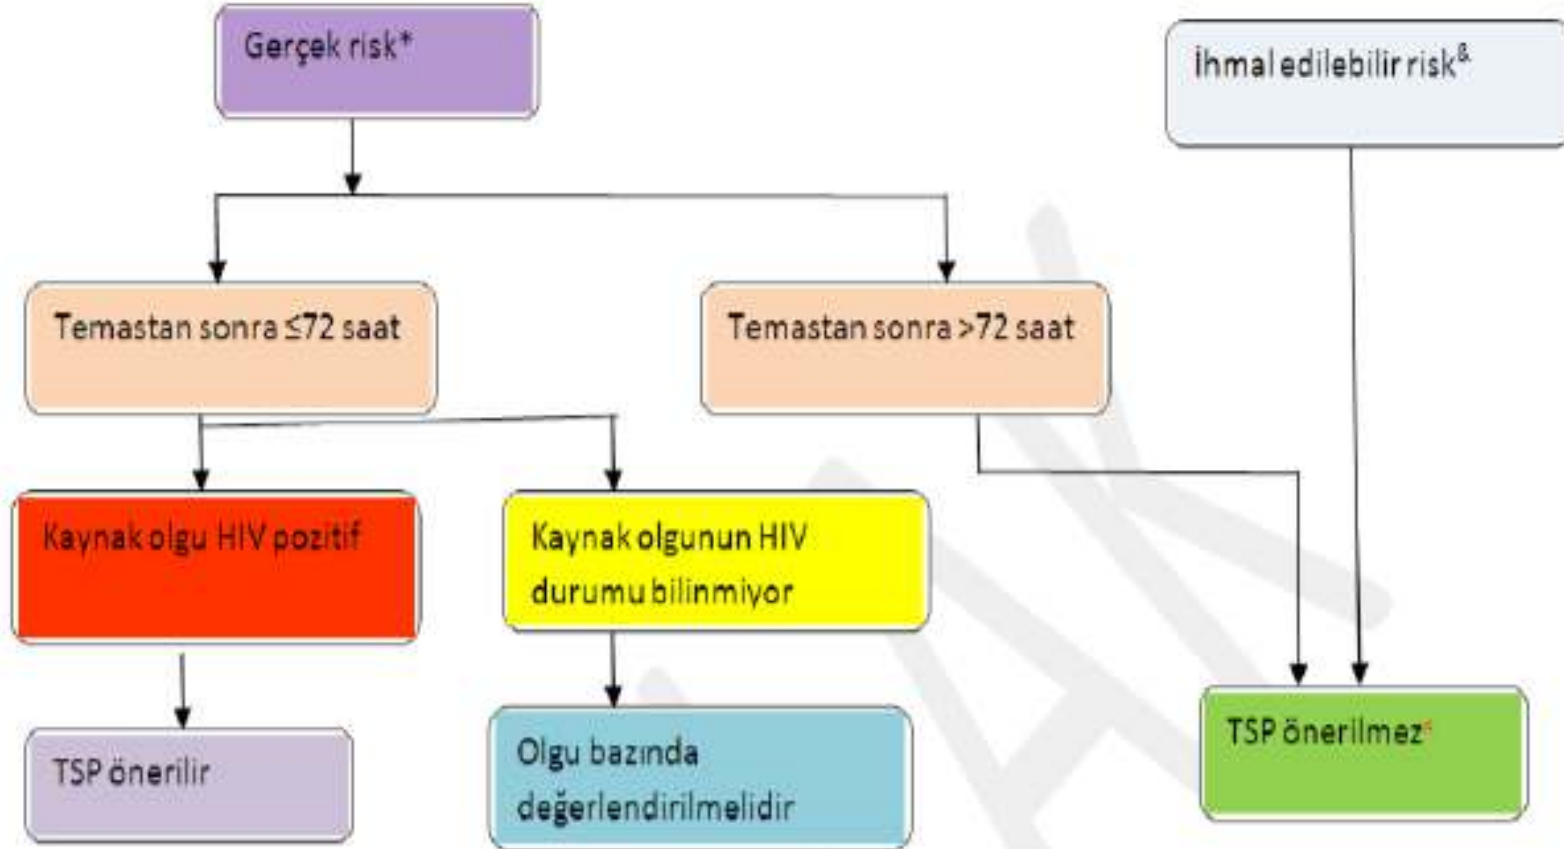 Gerçek risk*
İhmal edilebilir risk&
Temastan sonra ≤72 saat
Temastan sonra >72 saat
Kaynak olgu HIV pozitif
Kaynak olgunun HIV
durumu bilinmiyor
TSP önerilir
Olgu bazında
değerlendirilmelidir
TSP önerilmez